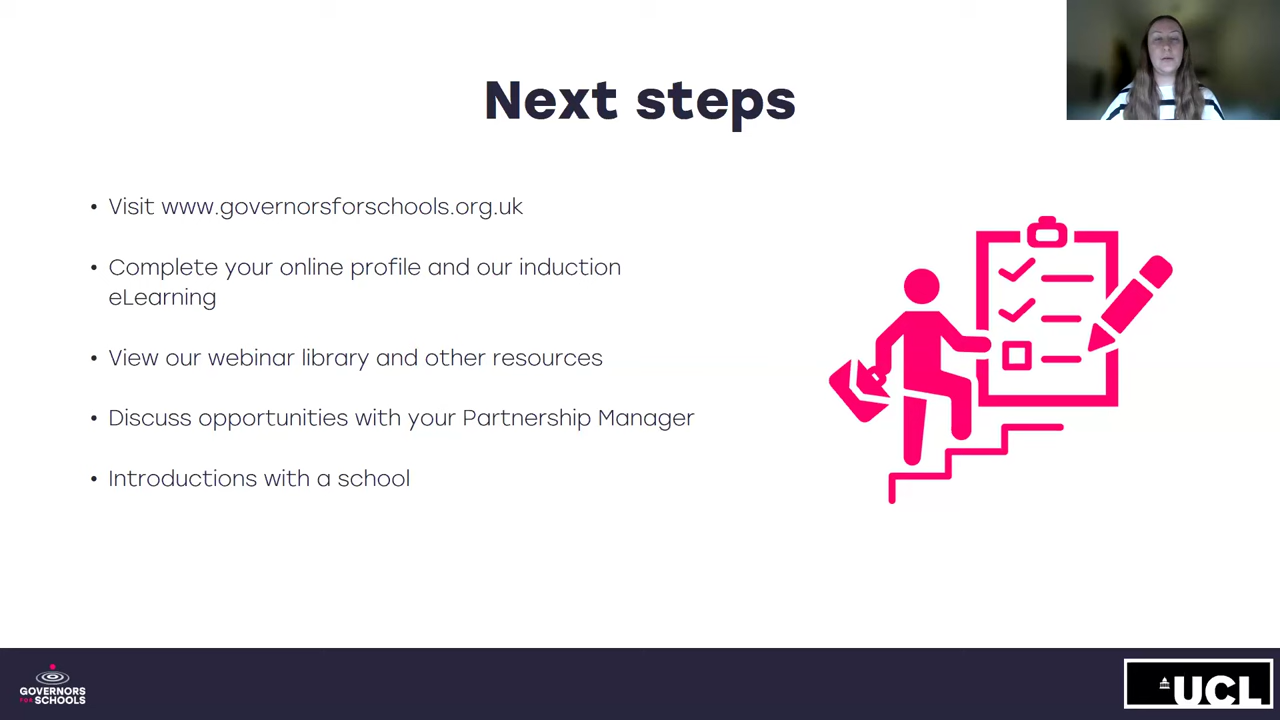 Next steps
• Visit www.governorsforschools.org.uk
• Complete your online profile and our induction
eLearning
• View our webinar library and other resources
• Discuss opportunities with your Partnership Manager
• Introductions with a school
GOVERNORS
FOR SCHOOLS
UCL